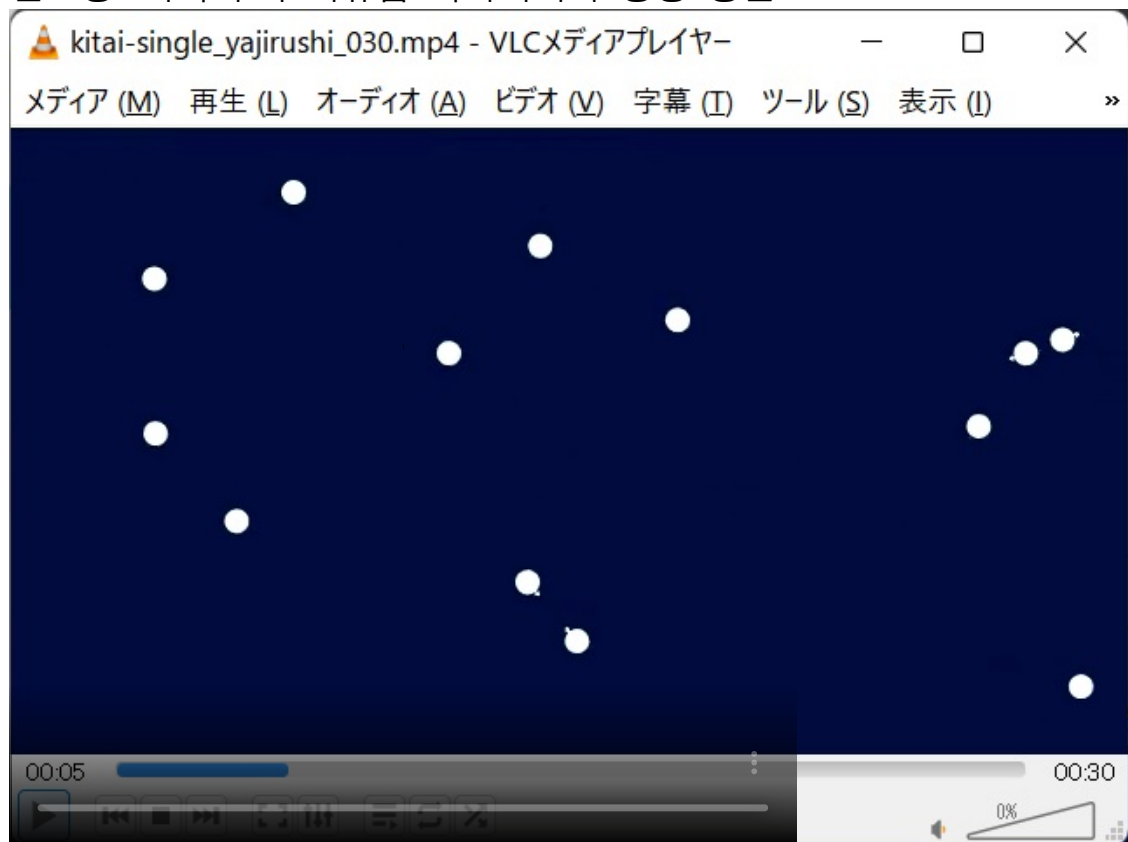 kitai-single_yajirushi_030.mp4 - VLCメディアプレイヤー
メディア (M) 再生 (L) オーディオ (A) ビデオ (V) 字幕 (T) ツール (S) 表示 (I) »
00:05 00:30
0%